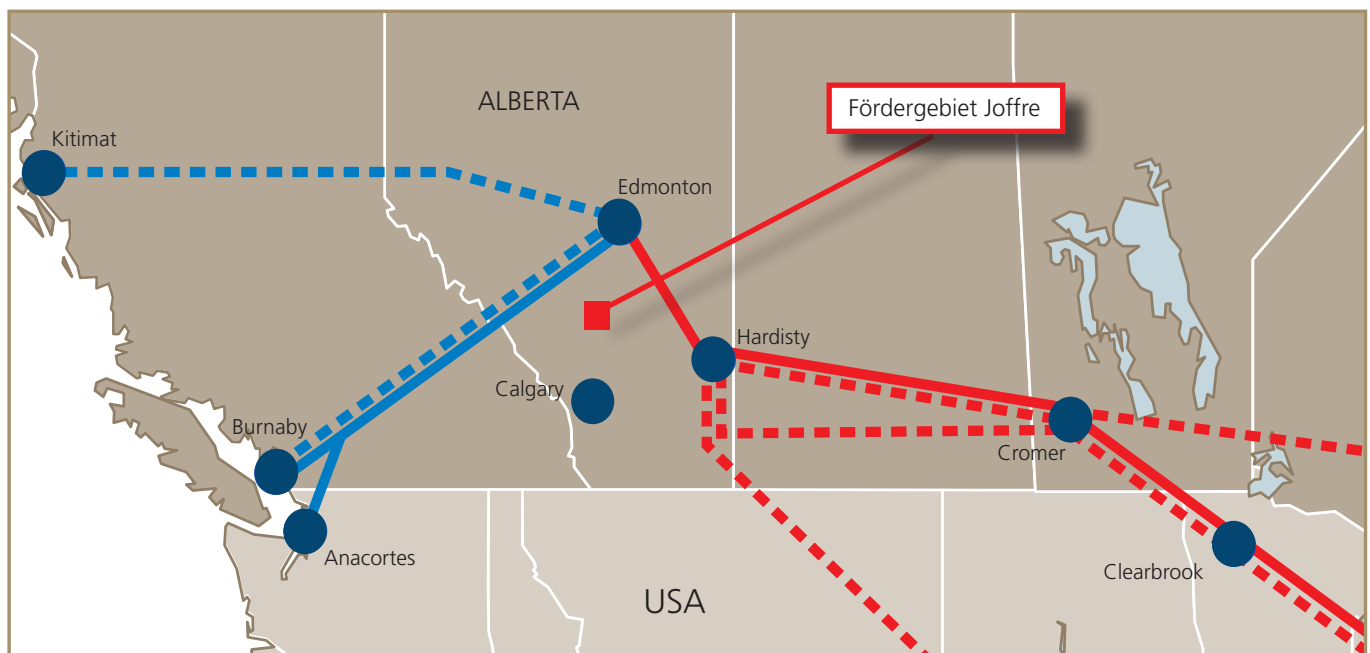 ALBERTA
Fördergebiet Joffre
Kitimat
Edmonton
Hardisty
Calgary
Burnaby
Cromer
Anacortes
Clearbrook
USA